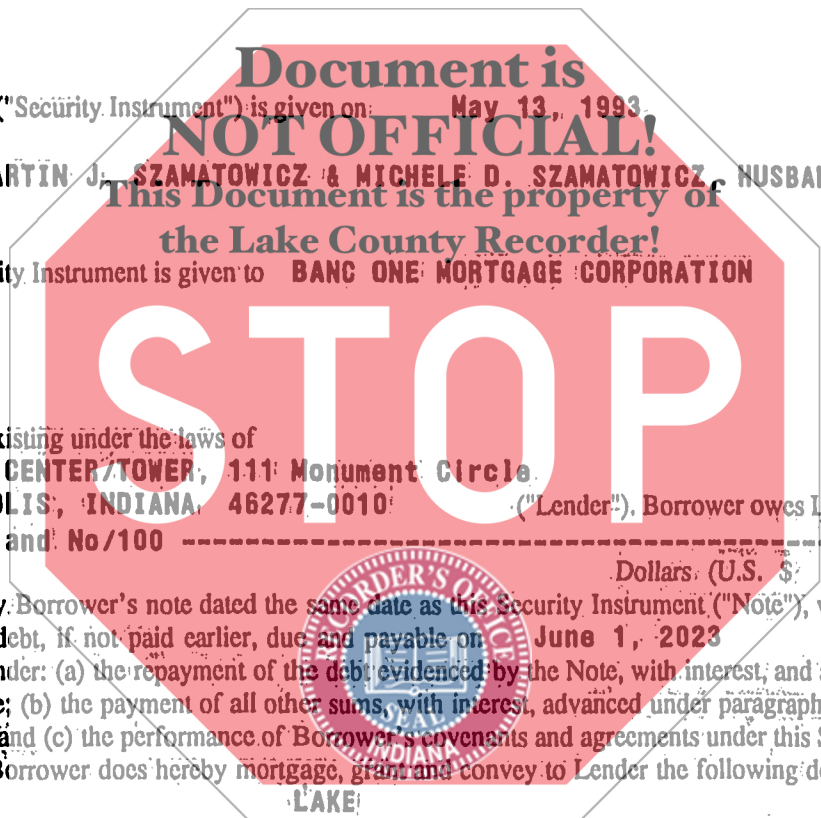 Document is
("Security Instrument") is given on May 13, 1993
NOT OFFICIAL!
ARTIN J. SZAMATOWICZ & MICHELE D. SZAMATOWICZ, HUSBAN
This Document is the property of
the Lake County Recorder!
ity Instrument is given to BANC ONE MORTGAGE CORPORATION
STOP
xisting under the laws of
CENTER/TOWER, 111 Monument Circle
OLIS, INDIANA, 46277-0010 ("Lender"). Borrower owes L
and No/100 ----------------------------------------
Dollars (U.S. $
y Borrower's note dated the same date as this Security Instrument ("Note"), w
debt, if not paid earlier, due and payable on June 1, 2023
nder: (a) the repayment of the debt evidenced by the Note, with interest, and a
e; (b) the payment of all other sums, with interest, advanced under paragraph
and (c) the performance of Borrower's covenants and agreements under this S
Borrower does hereby mortgage, grant and convey to Lender the following de
LAKE
RECORDER'S OFFICE
SEAL
INDIANA